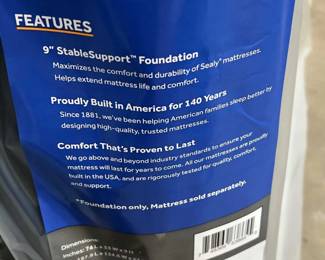 FEATURES
9" StableSupport™ Foundation
Maximizes the comfort and durability of Sealy® mattresses.
Helps extend mattress life and comfort.
Proudly Built in America for 140 Years
Since 1881, we've been helping American families sleep better by
designing high-quality, trusted mattresses.
Comfort That's Proven to Last
We go above and beyond industry standards to ensure your
mattress will last for years to come. All our mattresses are proudly
built in the USA, and are rigorously tested for quality, comfort,
and support.
*Foundation only, Mattress sold separately.
Dimensions:
Inches: